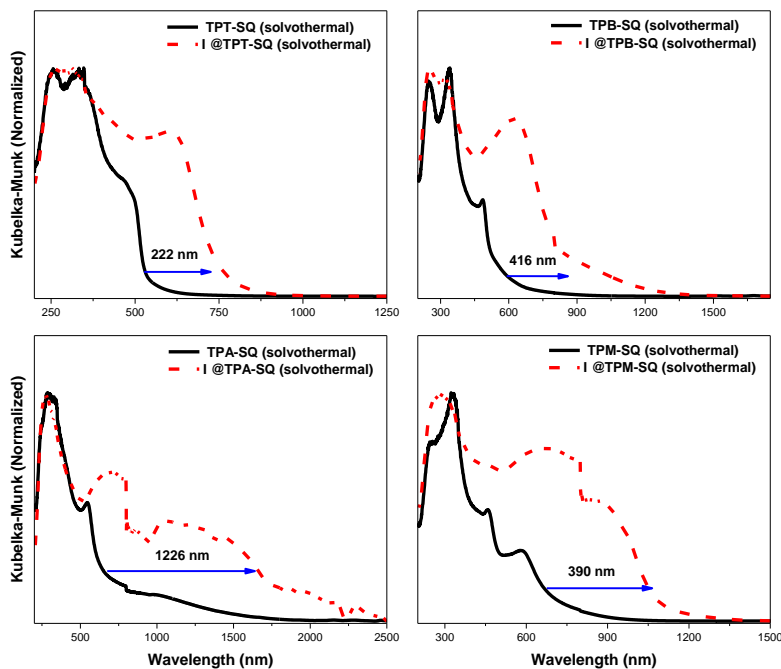 TPT-SQ (solvothermal)
I @TPT-SQ (solvothermal)
Kubelka-Munk (Normalized)
222 nm
250 500 750 1000 1250
TPB-SQ (solvothermal)
I @TPB-SQ (solvothermal)
416 nm
300 600 900 1200 1500
TPA-SQ (solvothermal)
I @TPA-SQ (solvothermal)
Kubelka-Munk (Normalized)
1226 nm
500 1000 1500 2000 2500
Wavelength (nm)
TPM-SQ (solvothermal)
I @TPM-SQ (solvothermal)
390 nm
300 600 900 1200 1500
Wavelength (nm)